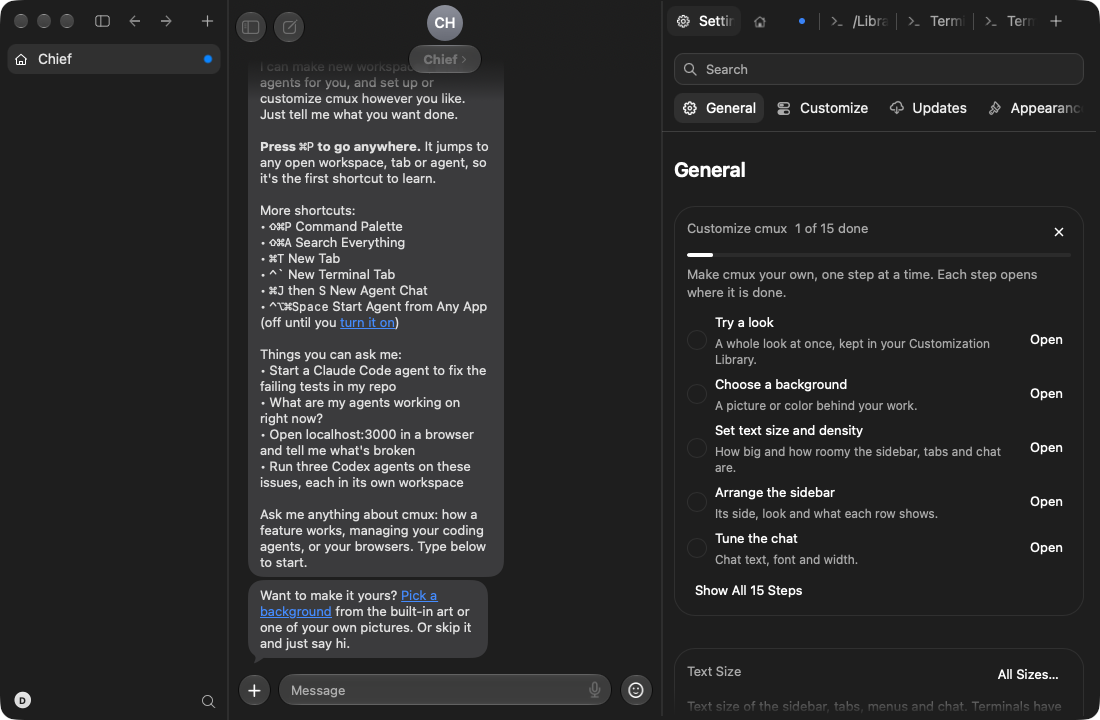 Chief
D
CH
Chief ›
I can make new workspac
agents for you, and set up or
customize cmux however you like.
Just tell me what you want done.
Press ⌘P to go anywhere. It jumps to
any open workspace, tab or agent, so
it's the first shortcut to learn.
More shortcuts:
• ⇧⌘P Command Palette
• ⇧⌘A Search Everything
• ⌘T New Tab
• ^` New Terminal Tab
• ⌘J then S New Agent Chat
• ^⌥⌘Space Start Agent from Any App
(off until you turn it on)
Things you can ask me:
• Start a Claude Code agent to fix the
failing tests in my repo
• What are my agents working on
right now?
• Open localhost:3000 in a browser
and tell me what's broken
• Run three Codex agents on these
issues, each in its own workspace
Ask me anything about cmux: how a
feature works, managing your coding
agents, or your browsers. Type below
to start.
Want to make it yours? Pick a
background from the built-in art or
one of your own pictures. Or skip it
and just say hi.
Message
Settin /Libra Termi Term
Search
General Customize Updates Appearanc
General
Customize cmux 1 of 15 done
Make cmux your own, one step at a time. Each step opens
where it is done.
Try a look
A whole look at once, kept in your Customization
Library.
Open
Choose a background
A picture or color behind your work.
Open
Set text size and density
How big and how roomy the sidebar, tabs and chat
are.
Open
Arrange the sidebar
Its side, look and what each row shows.
Open
Tune the chat
Chat text, font and width.
Open
Show All 15 Steps
Text Size
All Sizes...
Text size of the sidebar, tabs, menus and chat. Terminals have